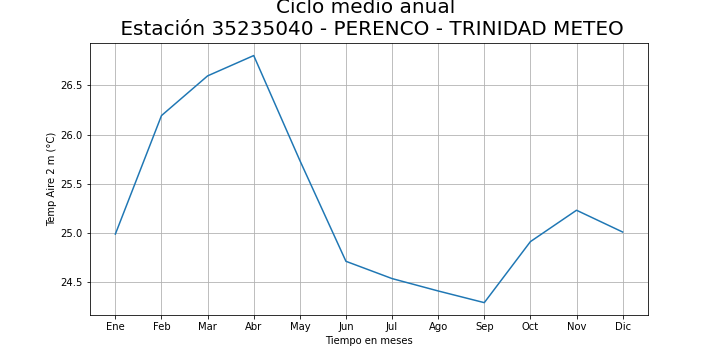 Ciclo medio anual
Estación 35235040 - PERENCO - TRINIDAD METEO
Temp Aire 2 m (°C)
26.5
26.0
25.5
25.0
24.5
Ene Feb Mar Abr May Jun Jul Ago Sep Oct Nov Dic
Tiempo en meses